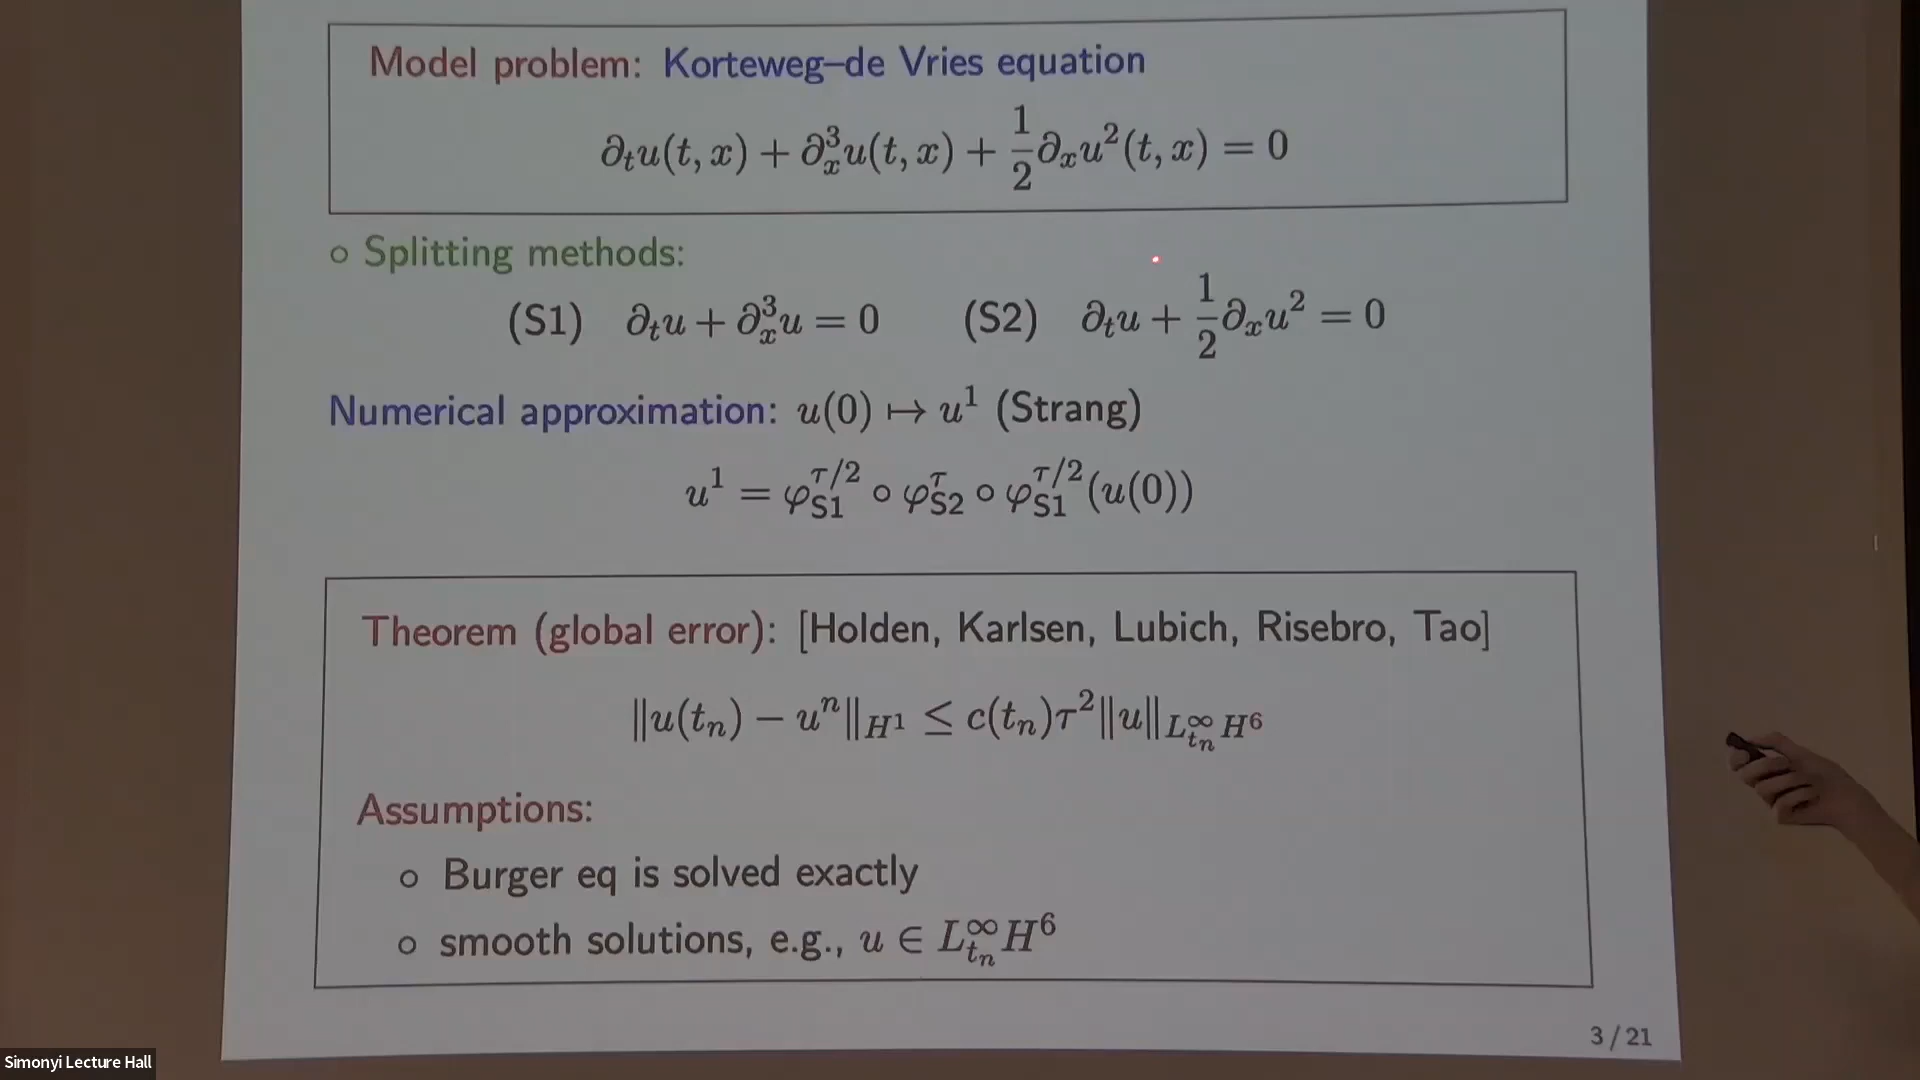 Model problem: Korteweg–de Vries equation
∂ₜu(t, x) + ∂ₓ³u(t, x) + 1/2 ∂ₓu²(t, x) = 0
○ Splitting methods:
(S1) ∂ₜu + ∂ₓ³u = 0 (S2) ∂ₜu + 1/2 ∂ₓu² = 0
Numerical approximation: u(0) ↦ u¹ (Strang)
u¹ = φ_{S1}^{τ/2} ∘ φ_{S2}^{τ} ∘ φ_{S1}^{τ/2}(u(0))
Theorem (global error): [Holden, Karlsen, Lubich, Risebro, Tao]
‖u(tₙ) − uⁿ‖_{H¹} ≤ c(tₙ)τ²‖u‖_{L^∞_{tₙ}H⁶}
Assumptions:
○ Burger eq is solved exactly
○ smooth solutions, e.g., u ∈ L^∞_{tₙ}H⁶
3 / 21
Simonyi Lecture Hall